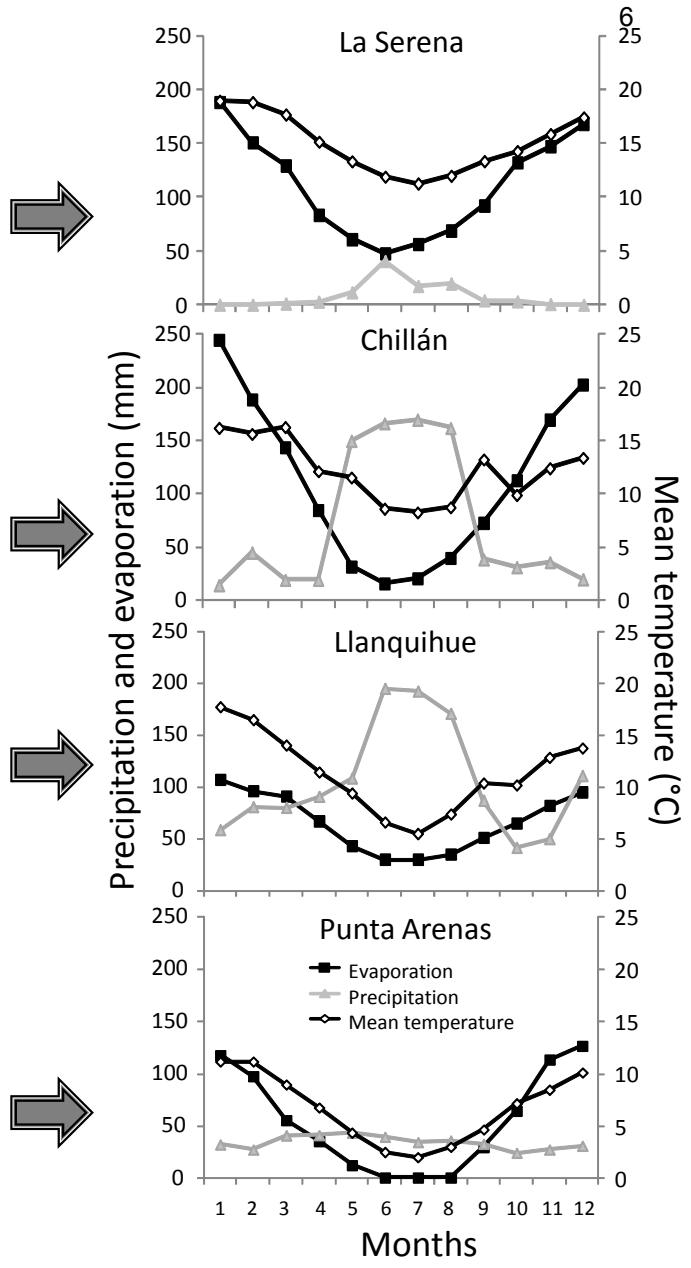 6
La Serena
250 25
200 20
150 15
100 10
50 5
0 0
Chillán
250 25
200 20
150 15
100 10
50 5
0 0
Llanquihue
250 25
200 20
150 15
100 10
50 5
0 0
Punta Arenas
250 25
200 20
150 15
100 10
50 5
0 0
Evaporation
Precipitation
Mean temperature
1 2 3 4 5 6 7 8 9 10 11 12
Months
Precipitation and evaporation (mm)
Mean temperature (°C)